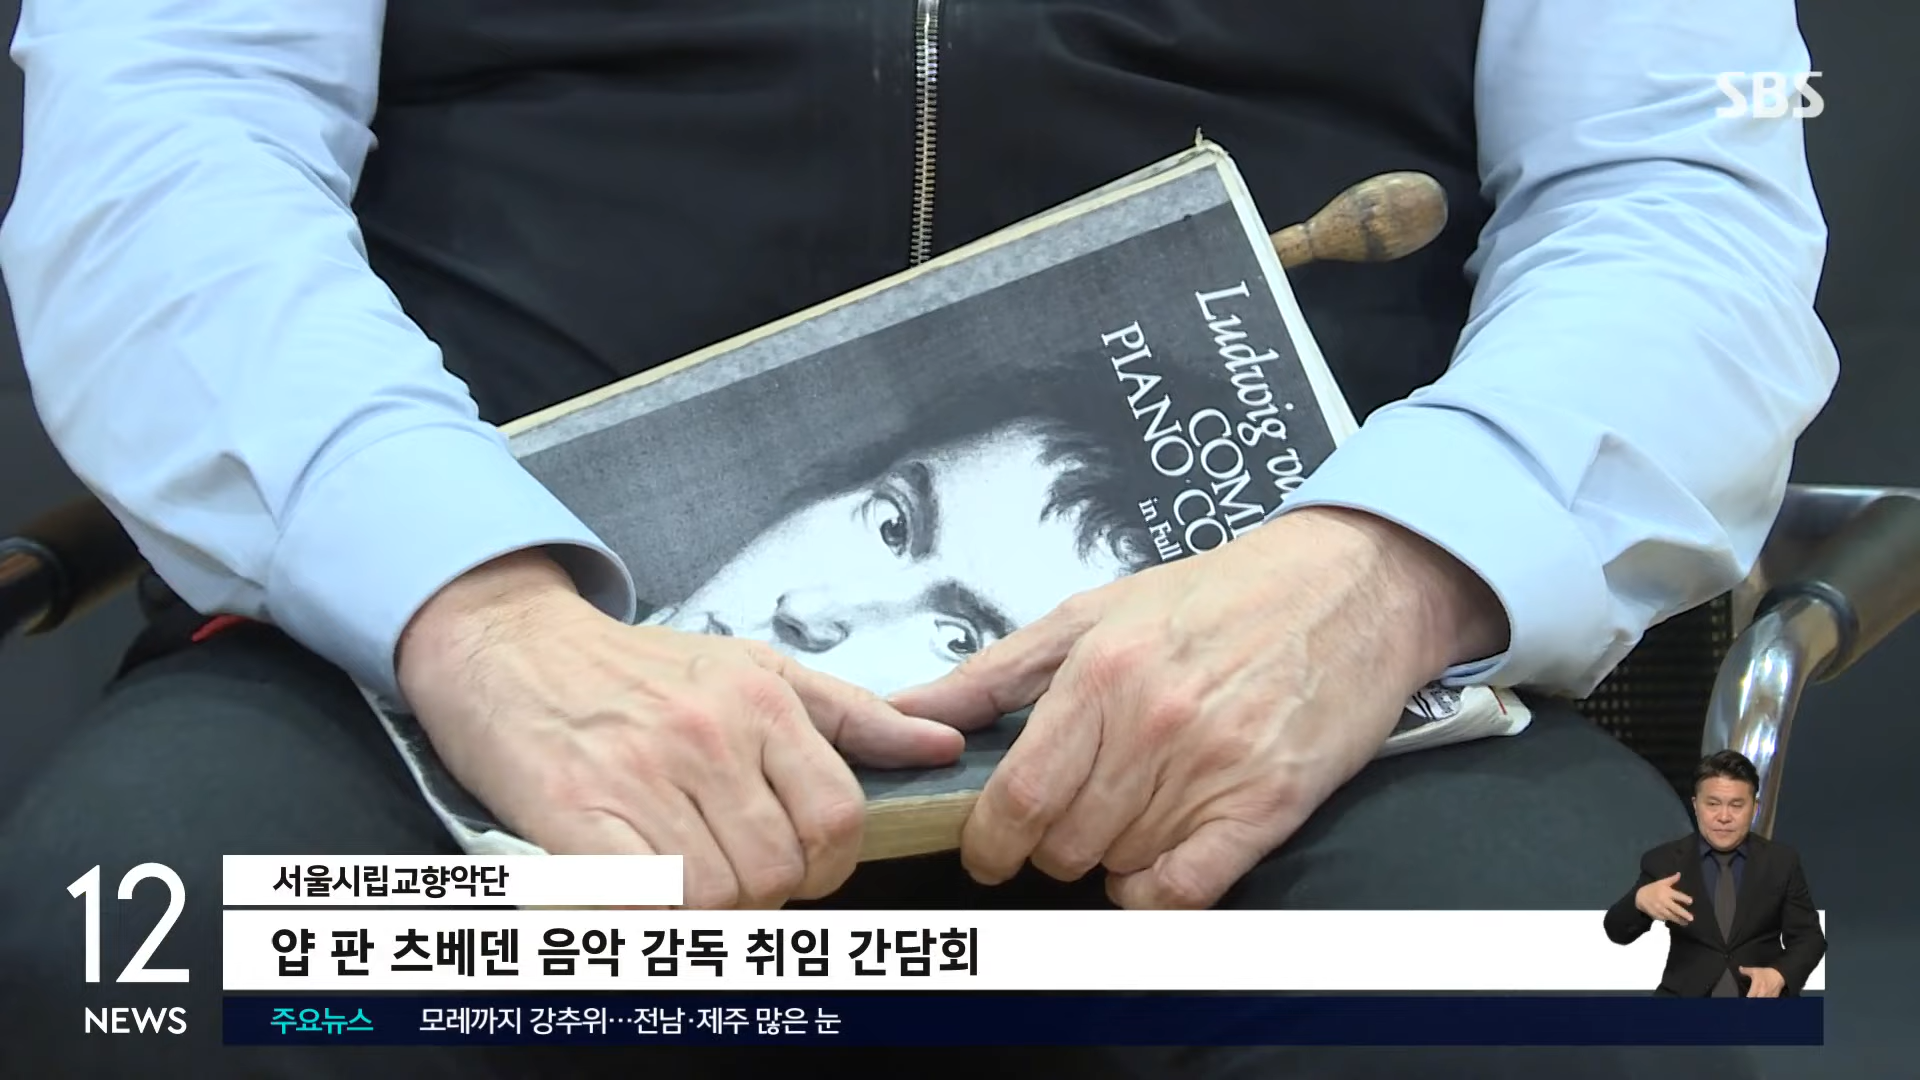 SBS
Ludwig va
COM
PIANO CO
in Full
12
NEWS
서울시립교향악단
얍 판 츠베덴 음악 감독 취임 간담회
주요뉴스 모레까지 강추위…전남·제주 많은 눈